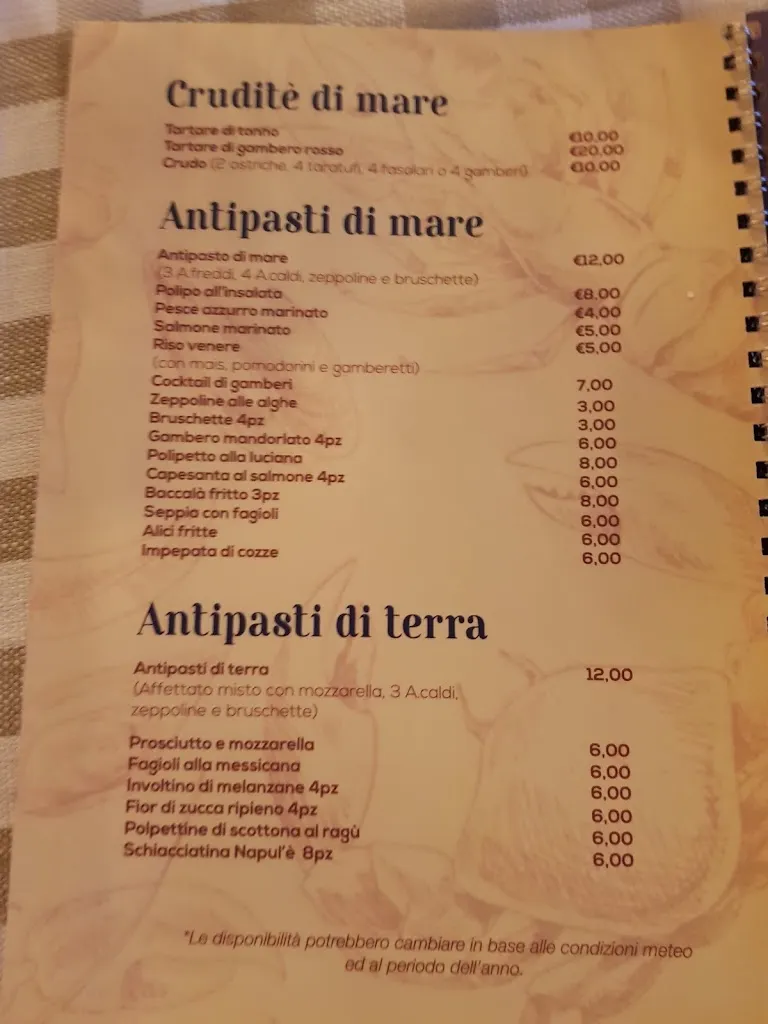 Cruditè di mare
Tartare di tonno €10,00
Tartare di gambero rosso €20,00
Crudo (2 ostriche, 4 taratufi, 4 fasolari o 4 gamberi) €10,00
Antipasti di mare
Antipasto di mare €12,00
(3 A.freddi, 4 A.caldi, zeppoline e bruschette)
Polipo all'insalata €8,00
Pesce azzurro marinato €4,00
Salmone marinato €5,00
Riso venere €5,00
(con mais, pomodorini e gamberetti)
Cocktail di gamberi 7,00
Zeppoline alle alghe 3,00
Bruschette 4pz 3,00
Gambero mandorlato 4pz 6,00
Polipetto alla luciana 8,00
Capesanta al salmone 4pz 6,00
Baccalà fritto 3pz 8,00
Seppia con fagioli 6,00
Alici fritte 6,00
Impepata di cozze 6,00
Antipasti di terra
Antipasti di terra 12,00
(Affettato misto con mozzarella, 3 A.caldi,
zeppoline e bruschette)
Prosciutto e mozzarella 6,00
Fagioli alla messicana 6,00
Involtino di melanzane 4pz 6,00
Fior di zucca ripieno 4pz 6,00
Polpettine di scottona al ragù 6,00
Schiacciatina Napul'è 8pz 6,00
"Le disponibilità potrebbero cambiare in base alle condizioni meteo
ed al periodo dell'anno.